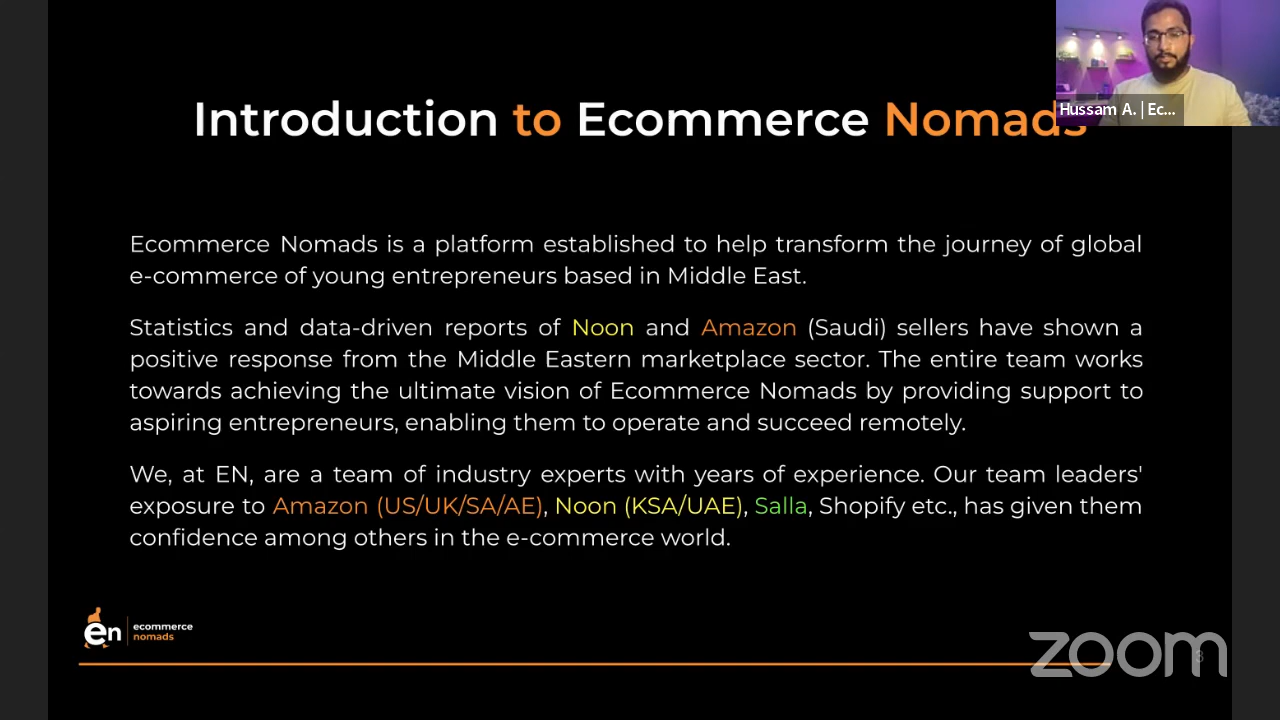 Introduction to Ecommerce Nomads
Hussam A. | Ec...
Ecommerce Nomads is a platform established to help transform the journey of global
e-commerce of young entrepreneurs based in Middle East.
Statistics and data-driven reports of Noon and Amazon (Saudi) sellers have shown a
positive response from the Middle Eastern marketplace sector. The entire team works
towards achieving the ultimate vision of Ecommerce Nomads by providing support to
aspiring entrepreneurs, enabling them to operate and succeed remotely.
We, at EN, are a team of industry experts with years of experience. Our team leaders'
exposure to Amazon (US/UK/SA/AE), Noon (KSA/UAE), Salla, Shopify etc., has given them
confidence among others in the e-commerce world.
en
ecommerce
nomads
zoom
3